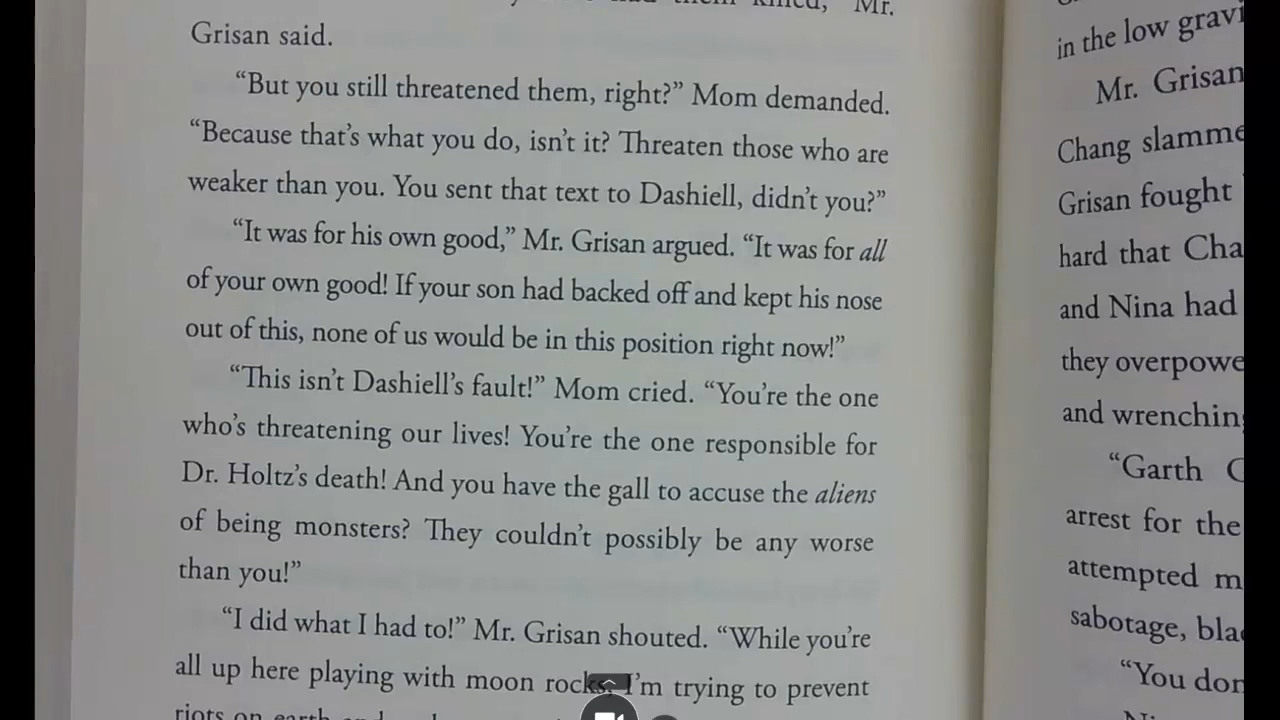 them killed,” Mr.
Grisan said.
“But you still threatened them, right?” Mom demanded.
“Because that’s what you do, isn’t it? Threaten those who are
weaker than you. You sent that text to Dashiell, didn’t you?”
“It was for his own good,” Mr. Grisan argued. “It was for all
of your own good! If your son had backed off and kept his nose
out of this, none of us would be in this position right now!”
“This isn’t Dashiell’s fault!” Mom cried. “You’re the one
who’s threatening our lives! You’re the one responsible for
Dr. Holtz’s death! And you have the gall to accuse the aliens
of being monsters? They couldn’t possibly be any worse
than you!”
“I did what I had to!” Mr. Grisan shouted. “While you’re
all up here playing with moon rocks, I’m trying to prevent
riots on earth
in the low gravi
Mr. Grisan
Chang slamme
Grisan fought
hard that Cha
and Nina had
they overpowe
and wrenching
“Garth
arrest for the
attempted m
sabotage, bla
“You don